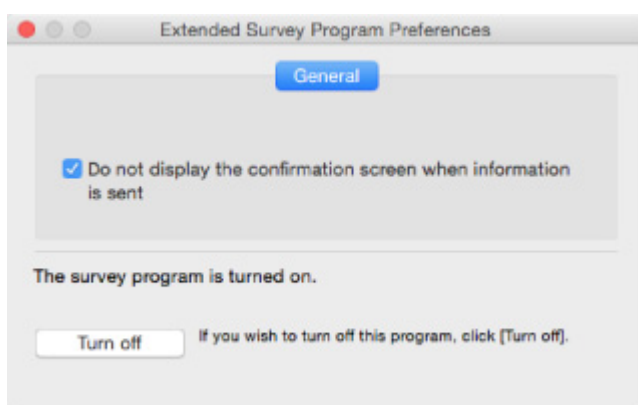 Extended Survey Program Preferences
General
Do not display the confirmation screen when information
is sent
The survey program is turned on.
Turn off
If you wish to turn off this program, click [Turn off].